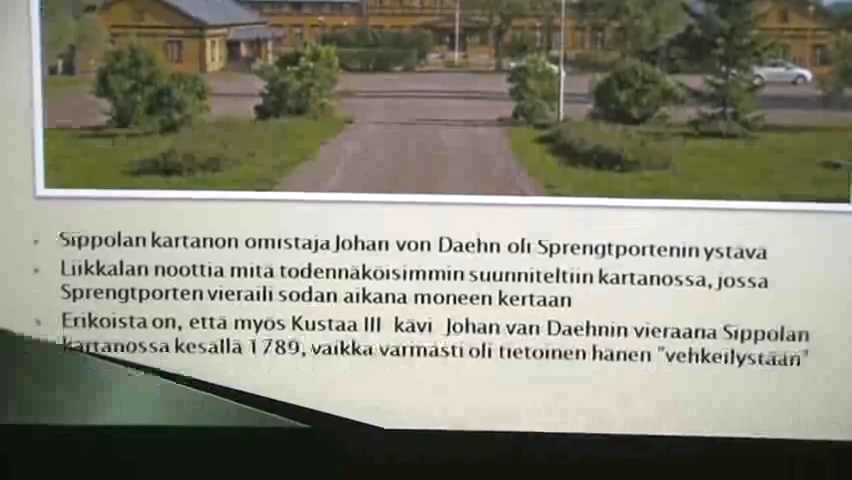 Sippolan kartanon omistaja Johan von Daehn oli Sprengtportenin ystävä
Liikkalan noottia mitä todennäköisimmin suunniteltiin kartanossa, jossa
Sprengtporten vieraili sodan aikana moneen kertaan
Erikoista on, että myös Kustaa III kävi Johan van Daehnin vieraana Sippolan
kartanossa kesällä 1789, vaikka varmasti oli tietoinen hänen "vehkeilystään"